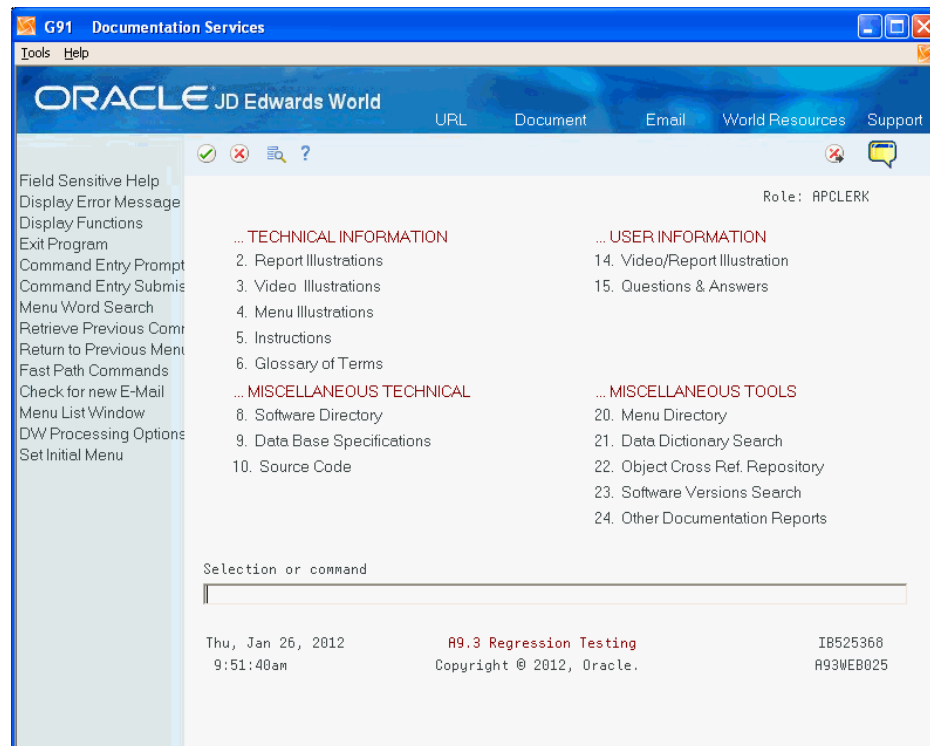 G91 Documentation Services
Tools Help
ORACLE JD Edwards World
URL Document Email World Resources Support
?
Field Sensitive Help
Display Error Message
Display Functions
Exit Program
Command Entry Prompt
Command Entry Submis
Menu Word Search
Retrieve Previous Comm
Return to Previous Menu
Fast Path Commands
Check for new E-Mail
Menu List Window
DW Processing Options
Set Initial Menu
Role: APCLERK
... TECHNICAL INFORMATION
2. Report Illustrations
3. Video Illustrations
4. Menu Illustrations
5. Instructions
6. Glossary of Terms
... MISCELLANEOUS TECHNICAL
8. Software Directory
9. Data Base Specifications
10. Source Code
... USER INFORMATION
14. Video/Report Illustration
15. Questions & Answers
... MISCELLANEOUS TOOLS
20. Menu Directory
21. Data Dictionary Search
22. Object Cross Ref. Repository
23. Software Versions Search
24. Other Documentation Reports
Selection or command
Thu, Jan 26, 2012 A9.3 Regression Testing IB525368
9:51:40am Copyright © 2012, Oracle. A93WEB025